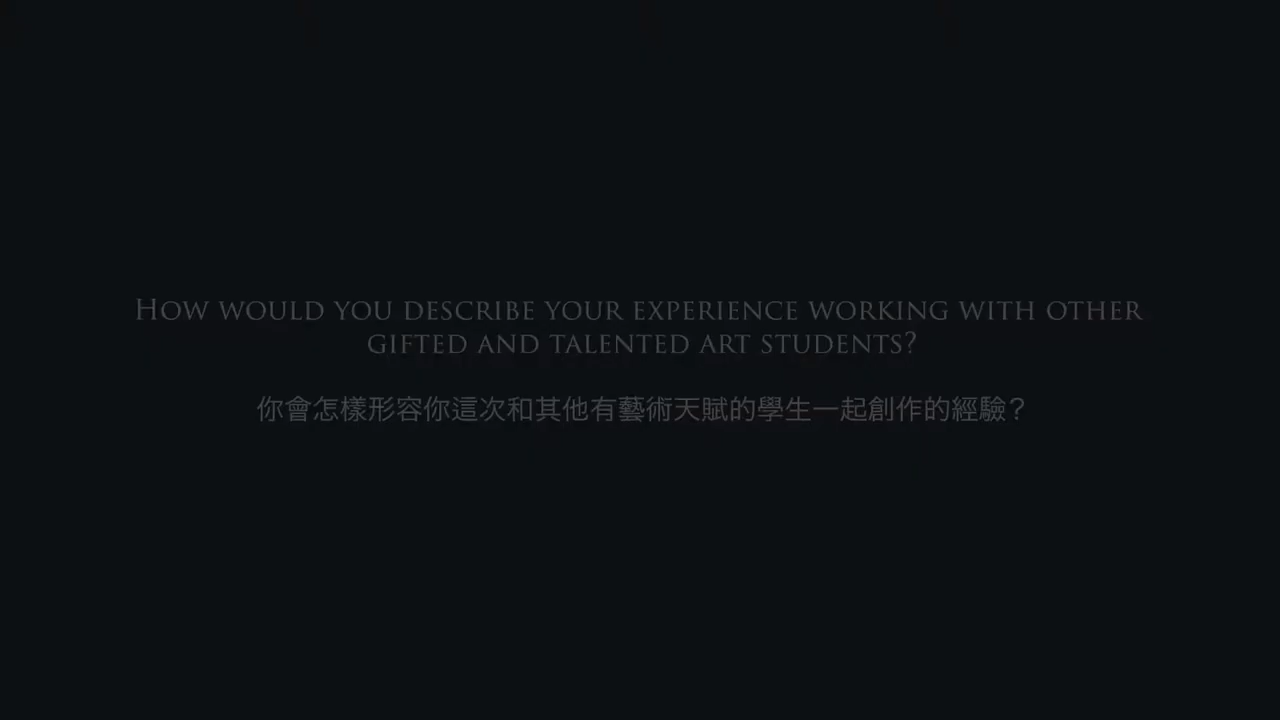 How would you describe your experience working with other
gifted and talented art students?
你會怎樣形容你這次和其他有藝術天賦的學生一起創作的經驗？